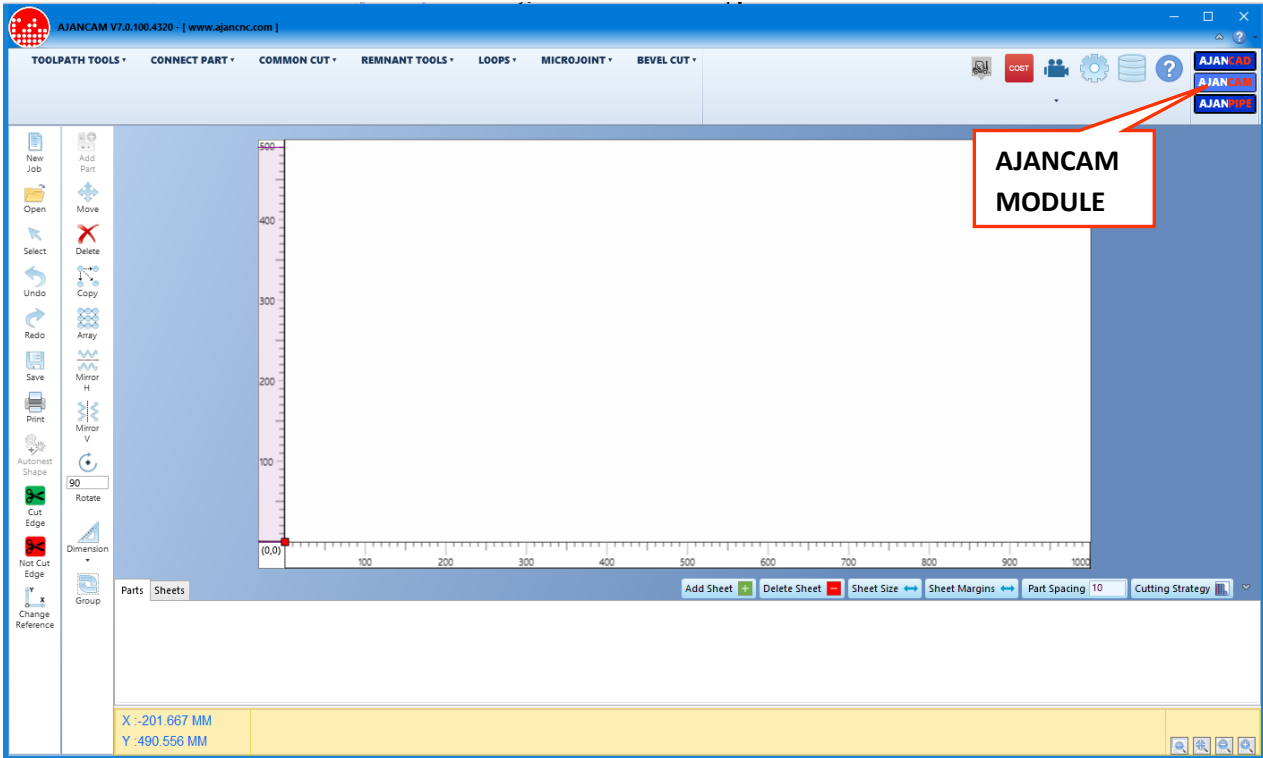 AJANCAM V7.0.100.4320 - [ www.ajancnc.com ]
TOOLPATH TOOLS CONNECT PART COMMON CUT REMNANT TOOLS LOOPS MICROJOINT BEVEL CUT
COST
?
AJANCAD
AJANCAM
AJANPIPE
AJANCAM
MODULE
New
Job
Open
Select
Undo
Redo
Save
Print
Autonest
Shape
Cut
Edge
Not Cut
Edge
Y
X
Change
Reference
Add
Part
Move
Delete
Copy
Array
Mirror
H
Mirror
V
90
Rotate
Dimension
Group
500
400
300
200
100
(0,0)
100 200 300 400 500 600 700 800 900 1000
Parts Sheets
Add Sheet Delete Sheet Sheet Size Sheet Margins Part Spacing 10 Cutting Strategy
X :-201.667 MM
Y :490.556 MM